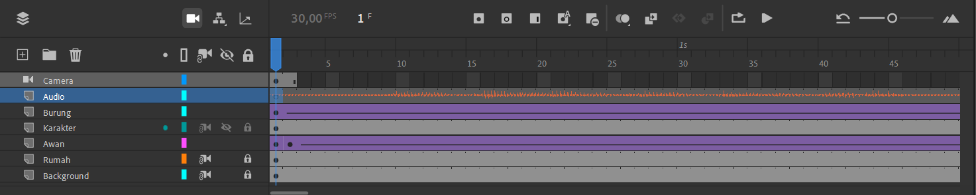 30,00 FPS 1 F
1s
5 10 15 20 25 30 35 40 45
Camera
Audio
Burung
Karakter
Awan
Rumah
Background